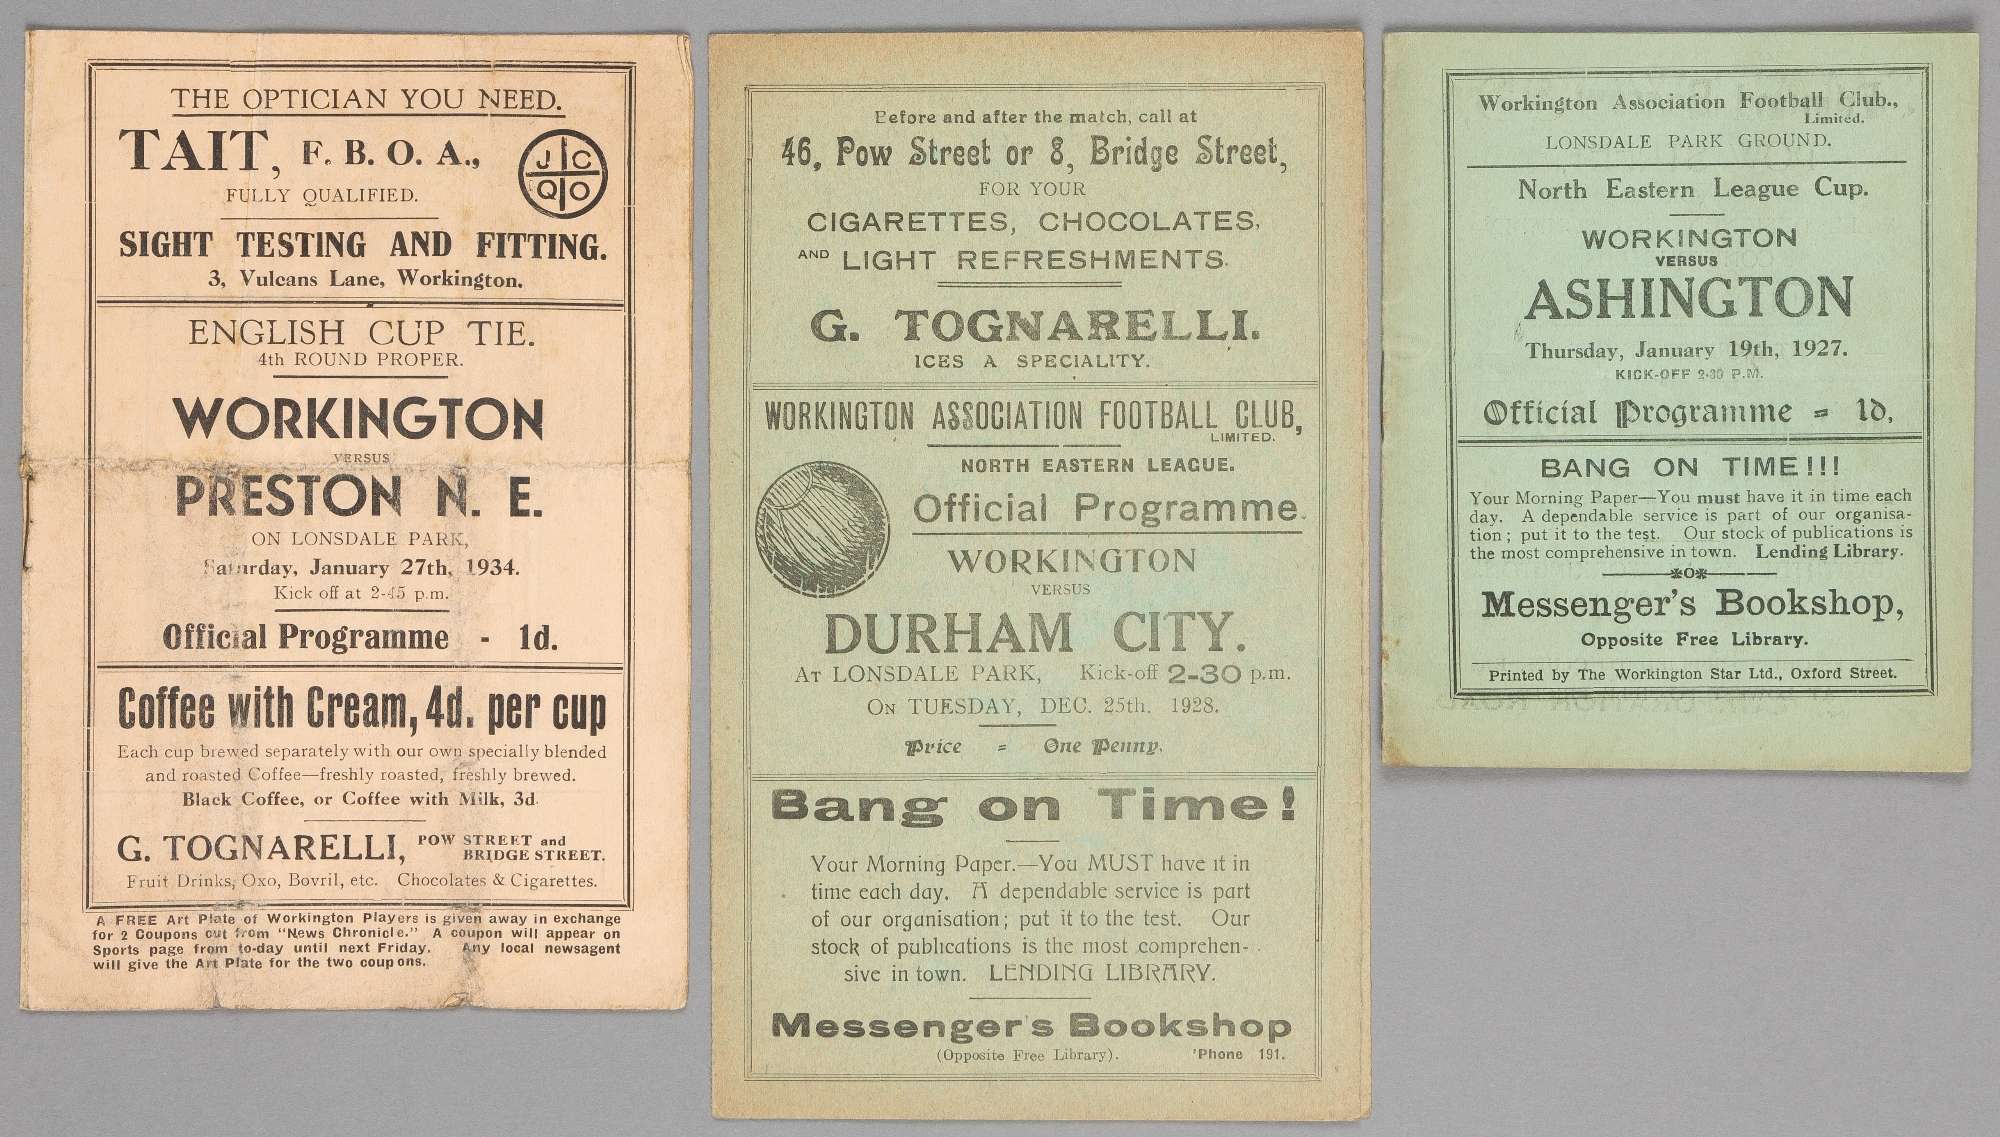 THE OPTICIAN YOU NEED.
TAIT, F. B. O. A.,
J C
Q O
FULLY QUALIFIED.
SIGHT TESTING AND FITTING.
3, Vulcans Lane, Workington.
ENGLISH CUP TIE.
4th ROUND PROPER.
WORKINGTON
VERSUS
PRESTON N. E.
ON LONSDALE PARK,
Saturday, January 27th, 1934.
Kick off at 2-45 p.m.
Official Programme - 1d.
Coffee with Cream, 4d. per cup
Each cup brewed separately with our own specially blended
and roasted Coffee—freshly roasted, freshly brewed.
Black Coffee, or Coffee with Milk, 3d.
G. TOGNARELLI, POW STREET and
BRIDGE STREET.
Fruit Drinks, Oxo, Bovril, etc. Chocolates & Cigarettes.
A FREE Art Plate of Workington Players is given away in exchange
for 2 Coupons cut from "News Chronicle." A coupon will appear on
Sports page from to-day until next Friday. Any local newsagent
will give the Art Plate for the two coupons.
Before and after the match, call at
46, Pow Street or 8, Bridge Street,
FOR YOUR
CIGARETTES, CHOCOLATES,
AND LIGHT REFRESHMENTS.
G. TOGNARELLI.
ICES A SPECIALITY.
WORKINGTON ASSOCIATION FOOTBALL CLUB,
LIMITED.
NORTH EASTERN LEAGUE.
Official Programme.
WORKINGTON
VERSUS
DURHAM CITY.
AT LONSDALE PARK, Kick-off 2-30 p.m.
ON TUESDAY, DEC. 25th, 1928.
Price = One Penny.
Bang on Time!
Your Morning Paper.—You MUST have it in
time each day. A dependable service is part
of our organisation; put it to the test. Our
stock of publications is the most comprehen-
sive in town. LENDING LIBRARY.
Messenger's Bookshop
(Opposite Free Library). 'Phone 191.
Workington Association Football Club.,
Limited.
LONSDALE PARK GROUND.
North Eastern League Cup.
WORKINGTON
VERSUS
ASHINGTON
Thursday, January 19th, 1927.
KICK-OFF 2-30 P.M.
Official Programme = 1d.
BANG ON TIME!!!
Your Morning Paper—You must have it in time each
day. A dependable service is part of our organisa-
tion; put it to the test. Our stock of publications is
the most comprehensive in town. Lending Library.
Messenger's Bookshop,
Opposite Free Library.
Printed by The Workington Star Ltd., Oxford Street.